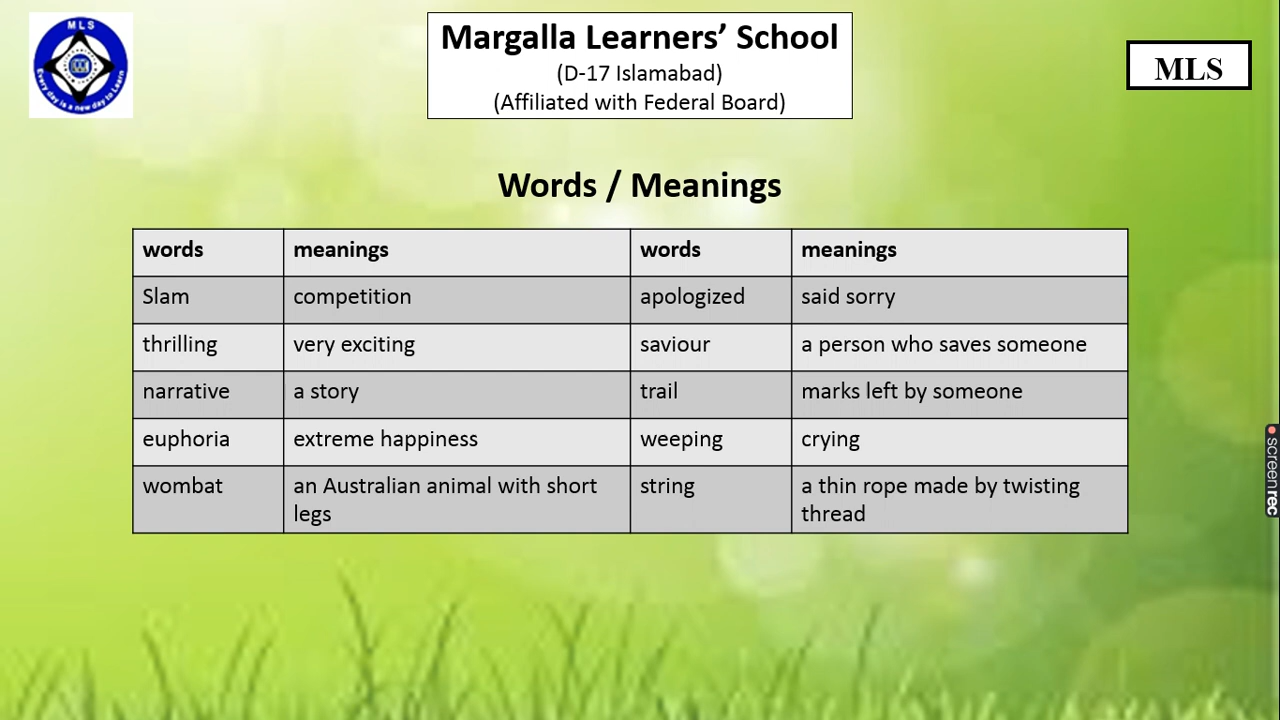 MLS
Every day is a new day to Learn
Margalla Learners’ School
(D-17 Islamabad)
(Affiliated with Federal Board)
MLS
Words / Meanings
words meanings words meanings
Slam competition apologized said sorry
thrilling very exciting saviour a person who saves someone
narrative a story trail marks left by someone
euphoria extreme happiness weeping crying
wombat an Australian animal with short string a thin rope made by twisting
legs thread
screenrec